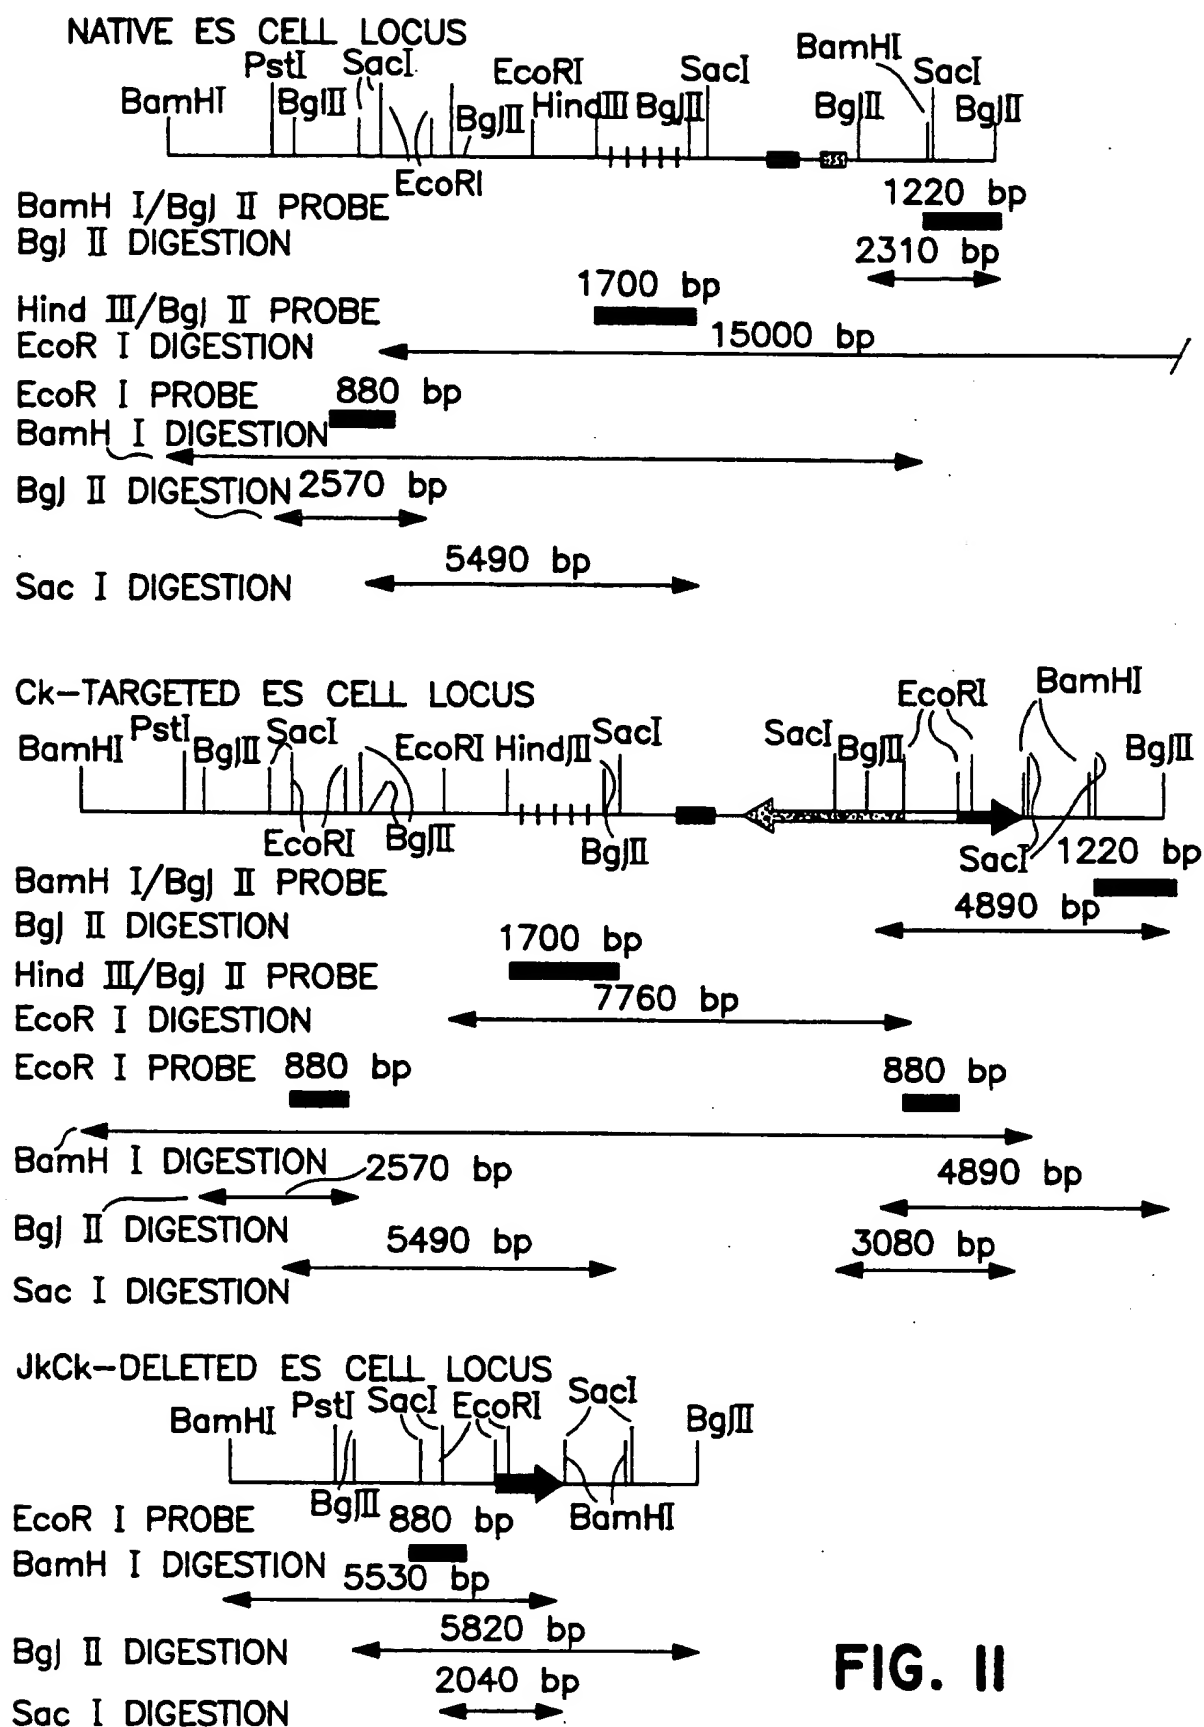 NATIVE ES CELL LOCUS
BamHI PstI BglII SacI EcoRI BglII EcoRI HindIII BglII SacI BglII BamHI SacI BglII
BamH I/Bgl II PROBE 1220 bp
Bgl II DIGESTION 2310 bp
Hind III/Bgl II PROBE 1700 bp
EcoR I DIGESTION 15000 bp
EcoR I PROBE 880 bp
BamH I DIGESTION
Bgl II DIGESTION 2570 bp
Sac I DIGESTION 5490 bp
Ck-TARGETED ES CELL LOCUS
BamHI PstI BglII SacI EcoRI BglII EcoRI HindIII BglII SacI SacI BglII EcoRI BamHI SacI BglII
BamH I/Bgl II PROBE 1220 bp
Bgl II DIGESTION 4890 bp
Hind III/Bgl II PROBE 1700 bp
EcoR I DIGESTION 7760 bp
EcoR I PROBE 880 bp 880 bp
BamH I DIGESTION
Bgl II DIGESTION 2570 bp 4890 bp
Sac I DIGESTION 5490 bp 3080 bp
JkCk-DELETED ES CELL LOCUS
BamHI PstI BglII SacI EcoRI SacI BamHI BglII
EcoR I PROBE 880 bp
BamH I DIGESTION 5530 bp
Bgl II DIGESTION 5820 bp
Sac I DIGESTION 2040 bp
FIG. 11